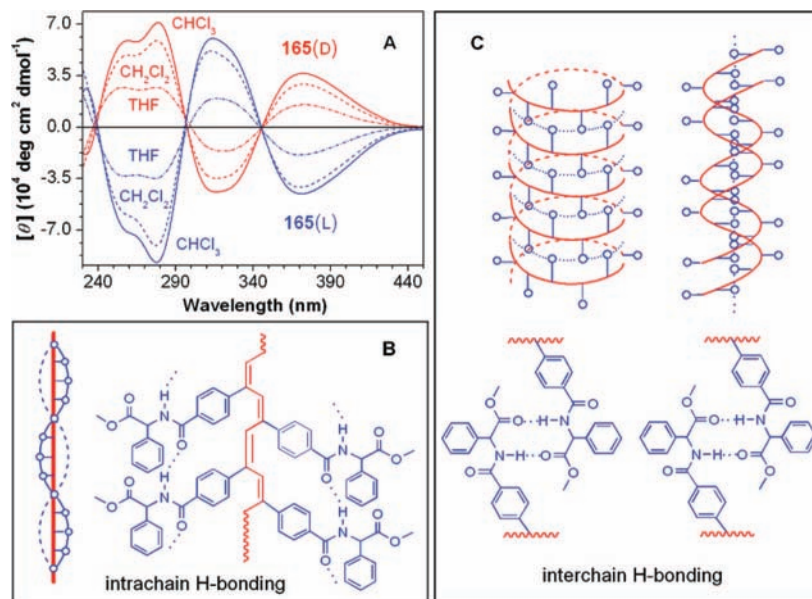 A
CHCl3
165(D)
CH2Cl2
THF
THF
CH2Cl2
165(L)
CHCl3
7.0
3.5
0.0
-3.5
-7.0
[θ] (10^4 deg cm^2 dmol^-1)
240 290 340 390 440
Wavelength (nm)
B
H
O
O
N
O
H
N
O
O
O
H
O
O
N
O
H
N
O
O
O
intrachain H-bonding
C
O
O
O
H-N
N-H
O
O
O
O
O
O
H-N
N-H
O
O
O
interchain H-bonding